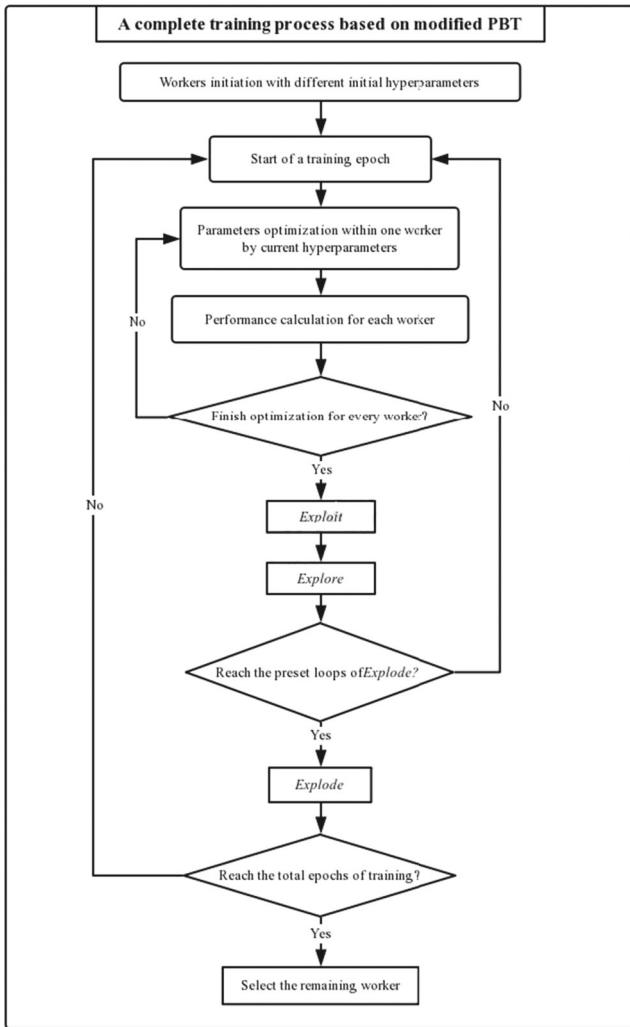 A complete training process based on modified PBT
Workers initiation with different initial hyperparameters
Start of a training epoch
Parameters optimization within one worker
by current hyperparameters
No
Performance calculation for each worker
Finish optimization for every worker?
No
Yes
No
Exploit
Explore
Reach the preset loops of Explode?
Yes
Explode
Reach the total epochs of training?
Yes
Select the remaining worker